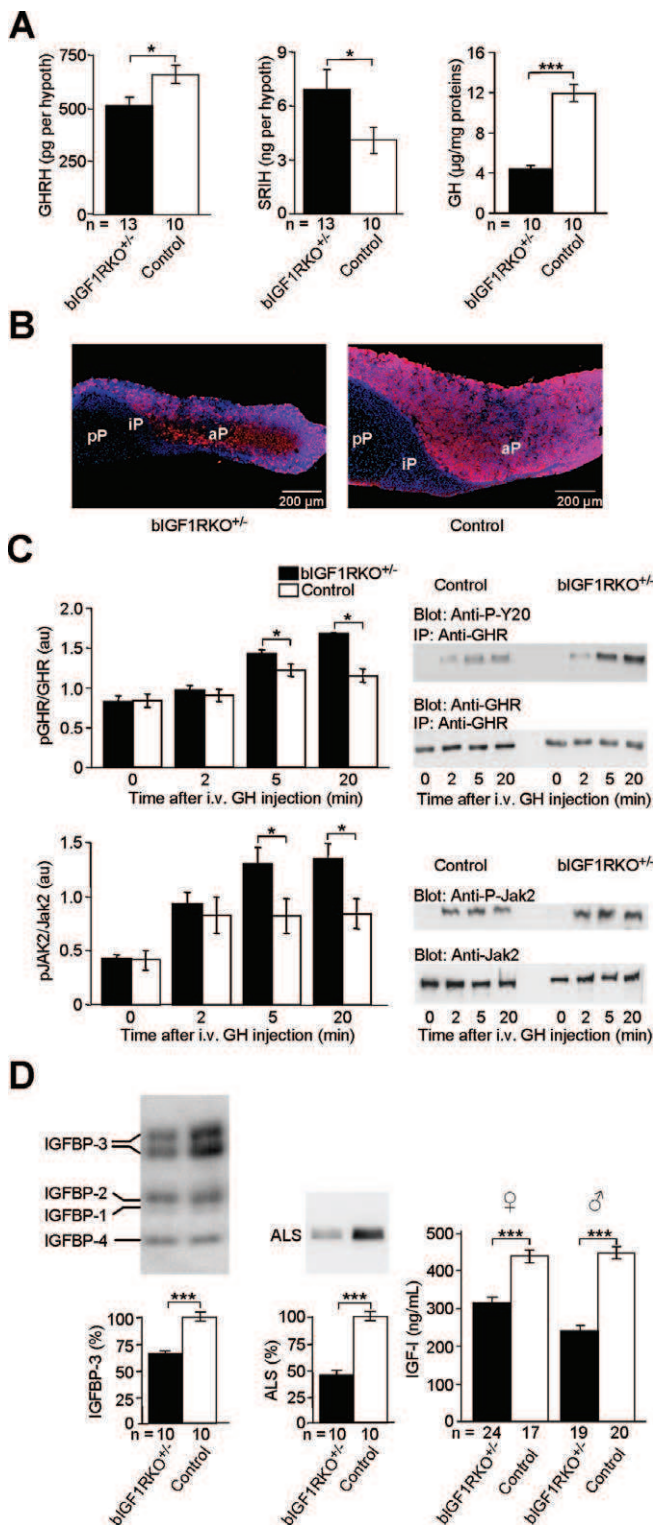 A
GHRH (pg per hypoth)
750
500
250
0
*
n = 13 10
bIGF1RKO+/-
Control
SRIH (ng per hypoth)
9
6
3
0
*
n = 13 10
bIGF1RKO+/-
Control
GH (µg/mg proteins)
16
12
8
4
0
***
n = 10 10
bIGF1RKO+/-
Control
B
pP
iP
aP
200 µm
bIGF1RKO+/-
pP
iP
aP
200 µm
Control
C
bIGF1RKO+/-
Control
pGHR/GHR (au)
2.0
1.5
1.0
0.5
0
*
*
0 2 5 20
Time after i.v. GH injection (min)
Control bIGF1RKO+/-
Blot: Anti-P-Y20
IP: Anti-GHR
Blot: Anti-GHR
IP: Anti-GHR
0 2 5 20 0 2 5 20
Time after i.v. GH injection (min)
pJAK2/Jak2 (au)
1.5
1.0
0.5
0
*
*
0 2 5 20
Time after i.v. GH injection (min)
Control bIGF1RKO+/-
Blot: Anti-P-Jak2
Blot: Anti-Jak2
0 2 5 20 0 2 5 20
Time after i.v. GH injection (min)
D
IGFBP-3
IGFBP-2
IGFBP-1
IGFBP-4
IGFBP-3 (%)
100
75
50
25
0
***
n = 10 10
bIGF1RKO+/-
Control
ALS
ALS (%)
100
75
50
25
0
***
n = 10 10
bIGF1RKO+/-
Control
♀ ♂
IGF-I (ng/mL)
500
400
300
200
0
***
***
n = 24 17 19 20
bIGF1RKO+/-
Control
bIGF1RKO+/-
Control